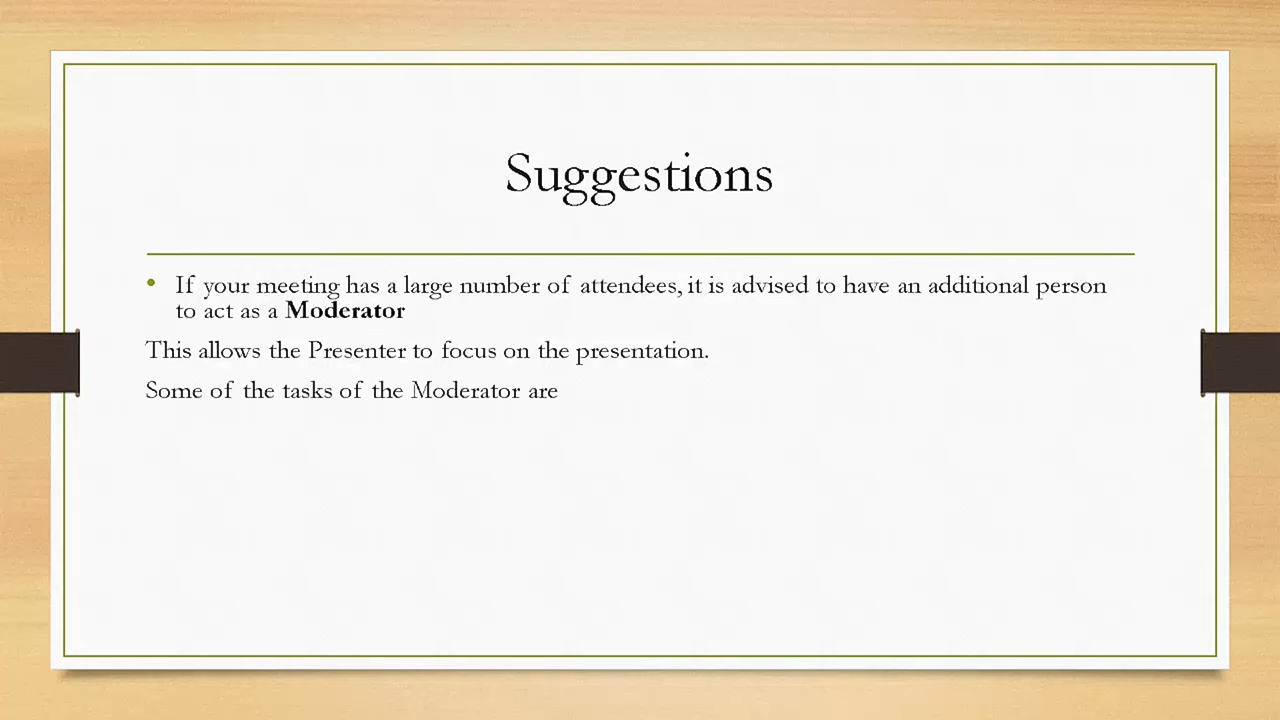 Suggestions
• If your meeting has a large number of attendees, it is advised to have an additional person
to act as a Moderator
This allows the Presenter to focus on the presentation.
Some of the tasks of the Moderator are